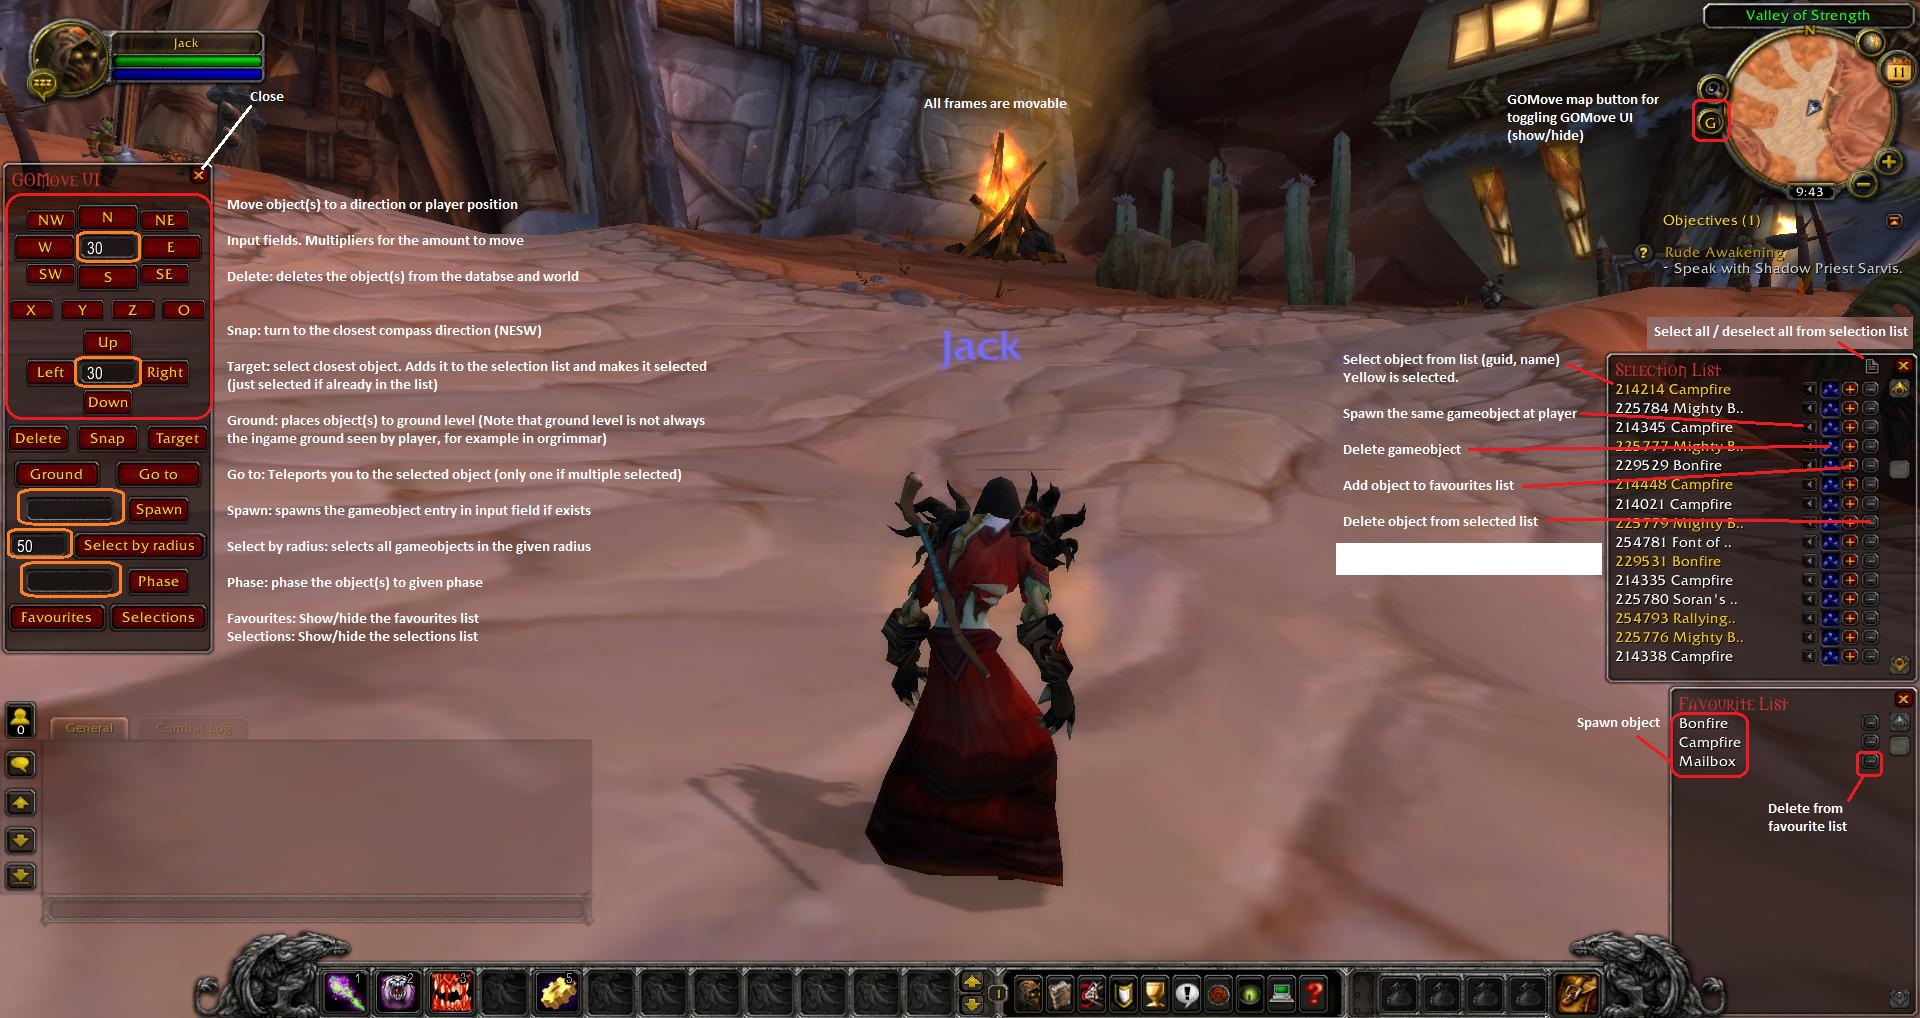 Jack
zzz
Close
GOMove UI
NW N NE
W 30 E
SW S SE
X Y Z O
Up
Left 30 Right
Down
Delete Snap Target
Ground Go to
Spawn
50 Select by radius
Phase
Favourites Selections
Move object(s) to a direction or player position
Input fields. Multipliers for the amount to move
Delete: deletes the object(s) from the databse and world
Snap: turn to the closest compass direction (NESW)
Target: select closest object. Adds it to the selection list and makes it selected
(just selected if already in the list)
Ground: places object(s) to ground level (Note that ground level is not always
the ingame ground seen by player, for example in orgrimmar)
Go to: Teleports you to the selected object (only one if multiple selected)
Spawn: spawns the gameobject entry in input field if exists
Select by radius: selects all gameobjects in the given radius
Phase: phase the object(s) to given phase
Favourites: Show/hide the favourites list
Selections: Show/hide the selections list
All frames are movable
Jack
GOMove map button for
toggling GOMove UI
(show/hide)
Valley of Strength
N
11
G
9:43
Objectives (1)
? Rude Awakening
- Speak with Shadow Priest Sarvis.
Select all / deselect all from selection list
Select object from list (guid, name)
Yellow is selected.
Spawn the same gameobject at player
Delete gameobject
Add object to favourites list
Delete object from selected list
Selection List
214214 Campfire
225784 Mighty B..
214345 Campfire
225777 Mighty B..
229529 Bonfire
214448 Campfire
214021 Campfire
225779 Mighty B..
254781 Font of ..
229531 Bonfire
214335 Campfire
225780 Soran's ..
254793 Rallying..
225776 Mighty B..
214338 Campfire
Spawn object
Favourite List
Bonfire
Campfire
Mailbox
Delete from
favourite list
0
General Combat Log
1 2 3 5
1